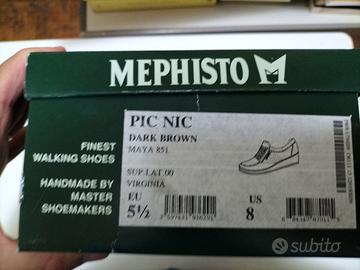 MEPHISTO
FINEST
WALKING SHOES
HANDMADE BY
MASTER
SHOEMAKERS
PIC NIC
DARK BROWN
MAYA 851
SUP.LAT.00
VIRGINIA
EU
5½
US
8
subito